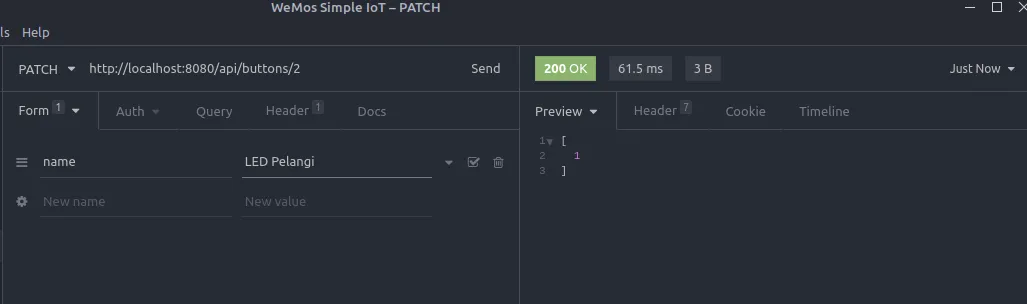 WeMos Simple IoT – PATCH
ls Help
PATCH http://localhost:8080/api/buttons/2 Send
200 OK 61.5 ms 3 B Just Now
Form 1 Auth Query Header 1 Docs
Preview Header 7 Cookie Timeline
name LED Pelangi
New name New value
1 [
2 1
3 ]